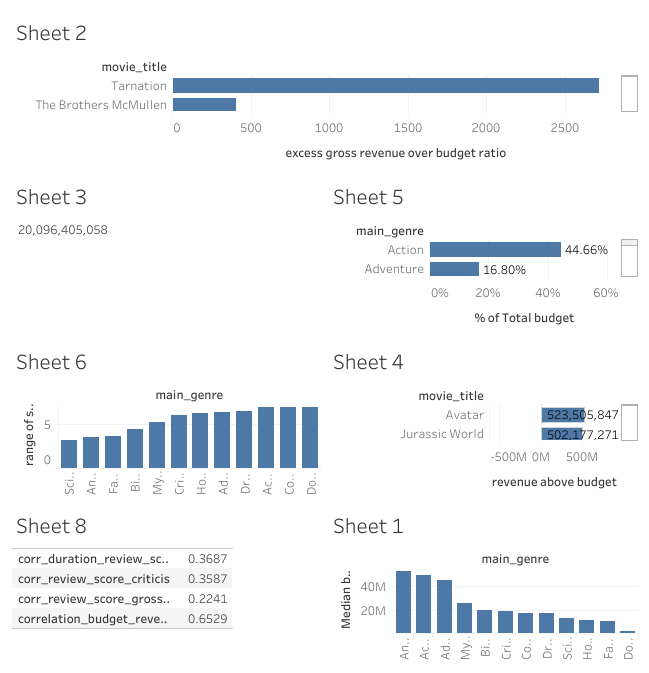 Sheet 2
movie_title
Tarnation
The Brothers McMullen
0 500 1000 1500 2000 2500
excess gross revenue over budget ratio
Sheet 3
20,096,405,058
Sheet 5
main_genre
Action 44.66%
Adventure 16.80%
0% 20% 40% 60%
% of Total budget
Sheet 6
main_genre
range of s..
5
0
Sci.. An.. Fa.. Bi.. My.. Cri.. Ho.. Ad.. Dr.. Ac.. Co.. Do..
Sheet 4
movie_title
Avatar 523,505,847
Jurassic World 502,177,271
-500M 0M 500M
revenue above budget
Sheet 8
corr_duration_review_sc.. 0.3687
corr_review_score_criticis 0.3587
corr_review_score_gross.. 0.2241
correlation_budget_reve.. 0.6529
Sheet 1
main_genre
Median b..
40M
20M
An.. Ac.. Ad.. My.. Bi.. Cri.. Co.. Dr.. Sci.. Ho.. Fa.. Do..